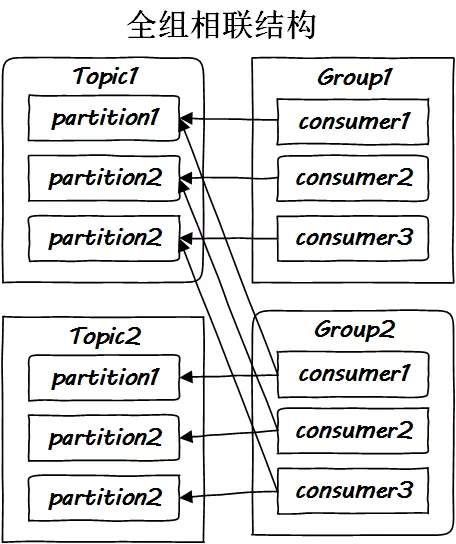 全组相联结构
Topic1
partition1
partition2
partition2
Group1
consumer1
consumer2
consumer3
Topic2
partition1
partition2
partition2
Group2
consumer1
consumer2
consumer3